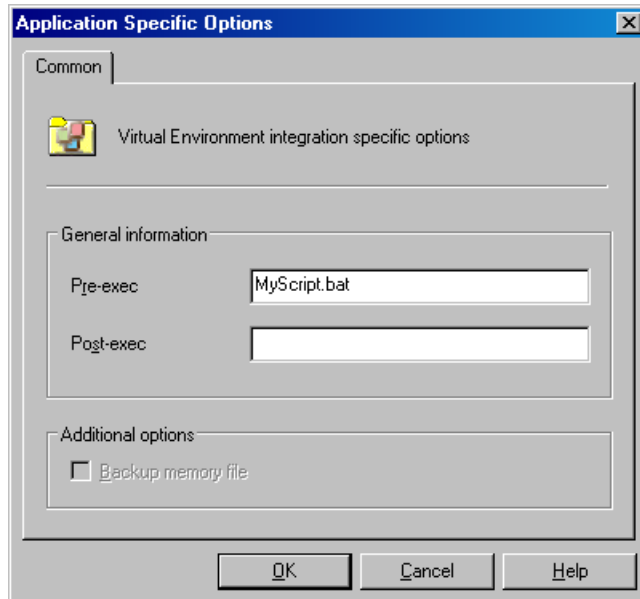 Application Specific Options
Common
Virtual Environment integration specific options
General information
Pre-exec
MyScript.bat
Post-exec
Additional options
Backup memory file
OK
Cancel
Help